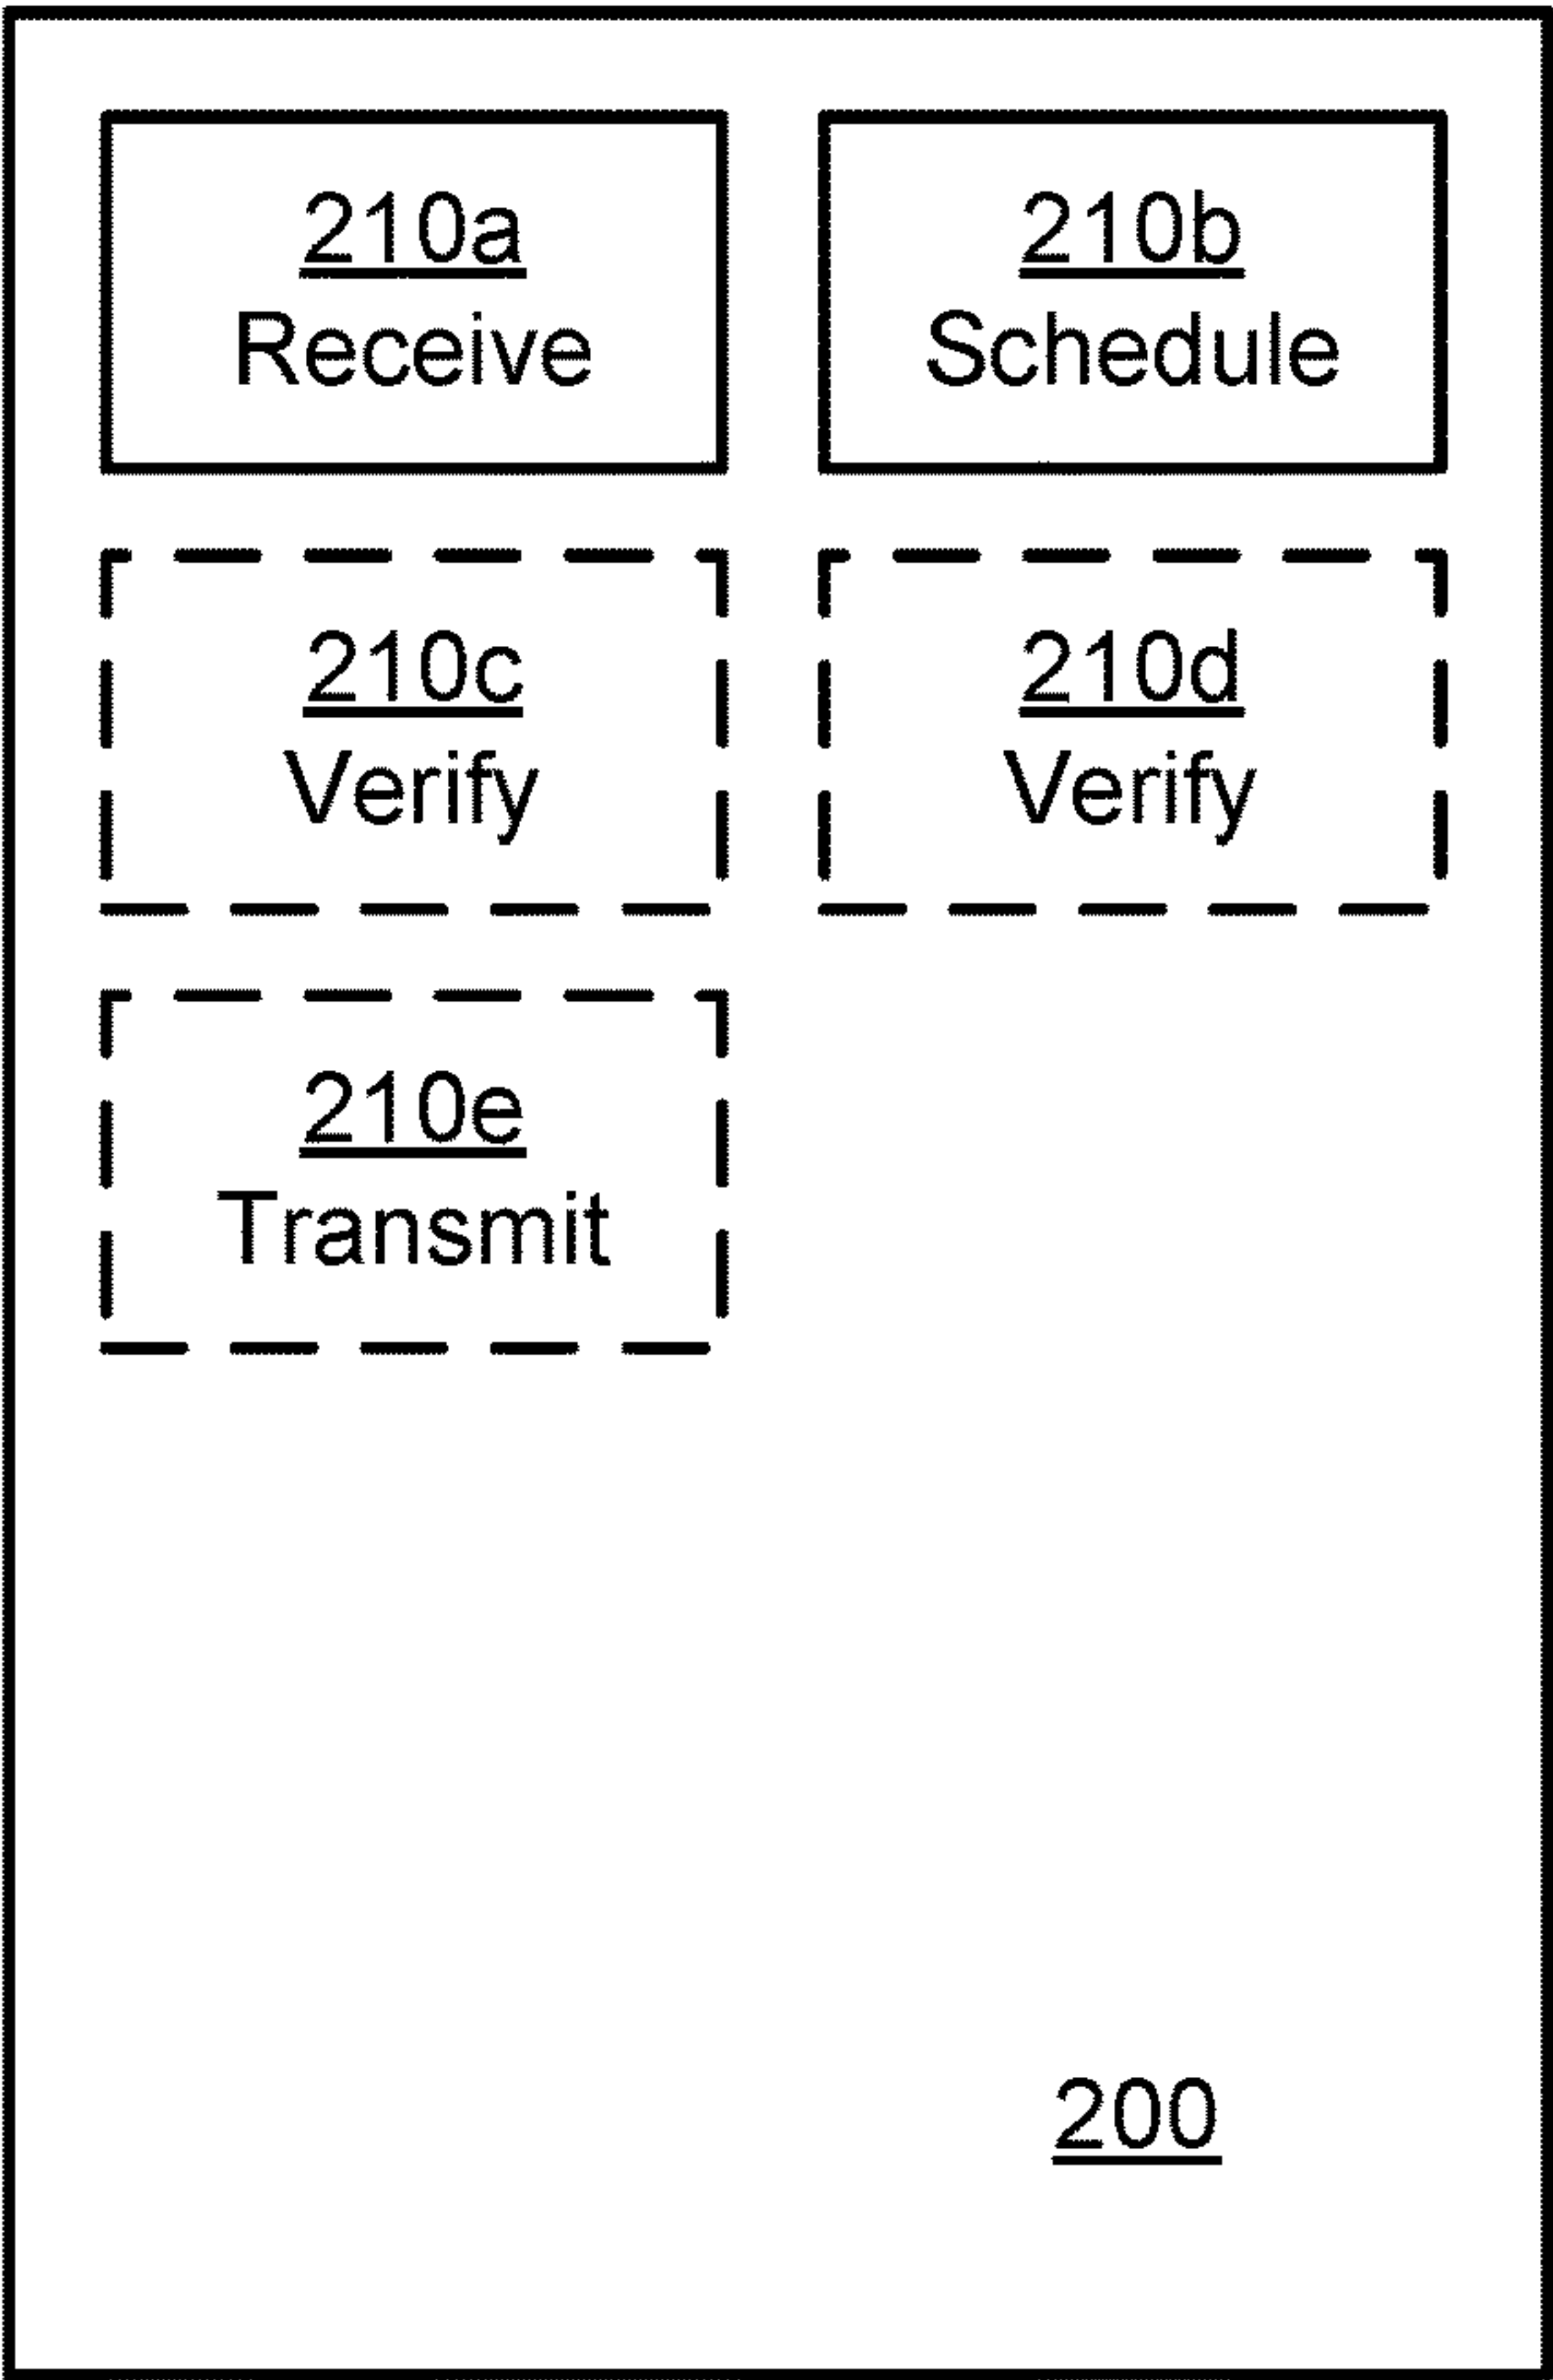 210a
Receive
210b
Schedule
210c
Verify
210d
Verify
210e
Transmit
200